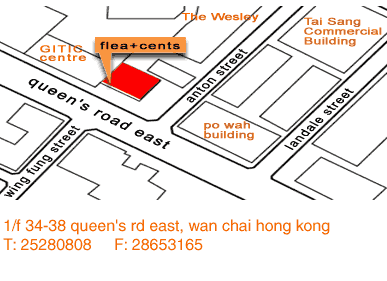 The Wesley
Tai Sang
Commercial
Building
GITIC
centre
flea+cents
anton street
queen's road east
landale street
po wah
building
wing fung street
1/f 34-38 queen's rd east, wan chai hong kong
T: 25280808 F: 28653165